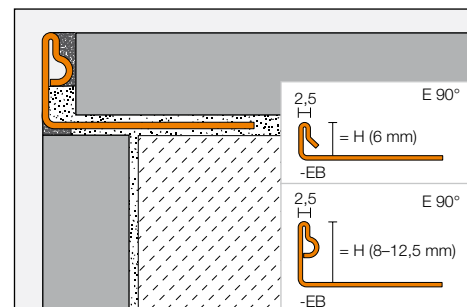 2,5 E 90°
= H (6 mm)
-EB
2,5 E 90°
= H (8–12,5 mm)
-EB